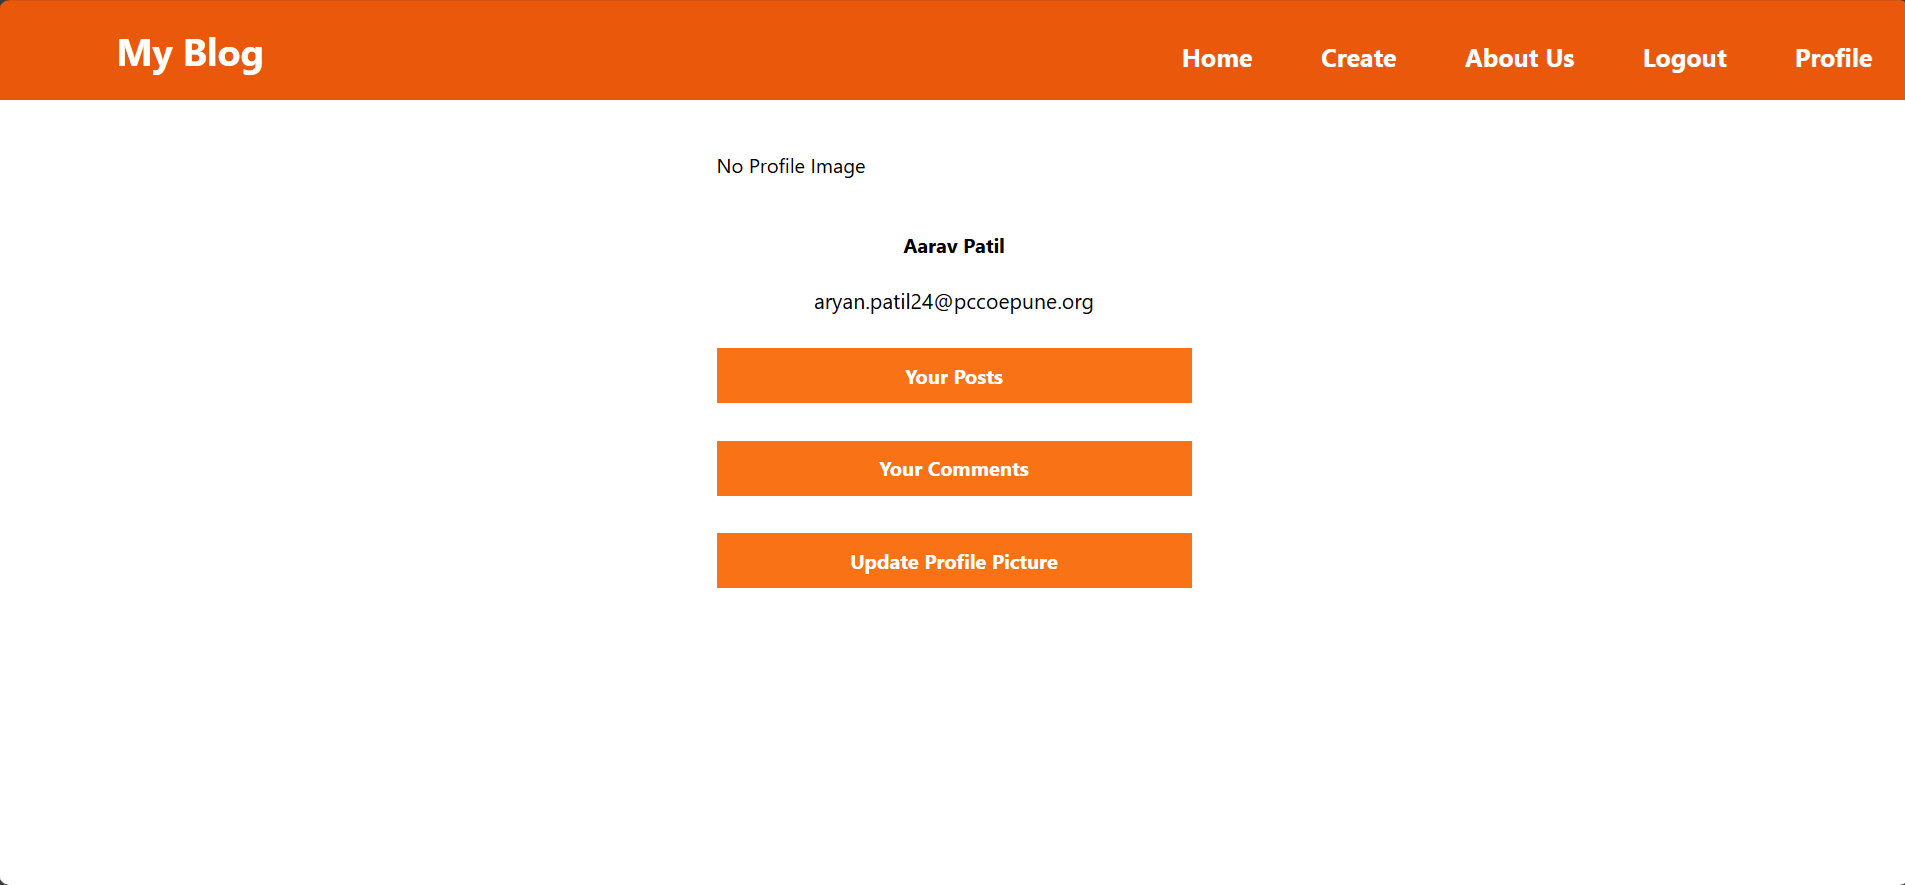 My Blog
Home Create About Us Logout Profile
No Profile Image
Aarav Patil
aryan.patil24@pccoepune.org
Your Posts
Your Comments
Update Profile Picture